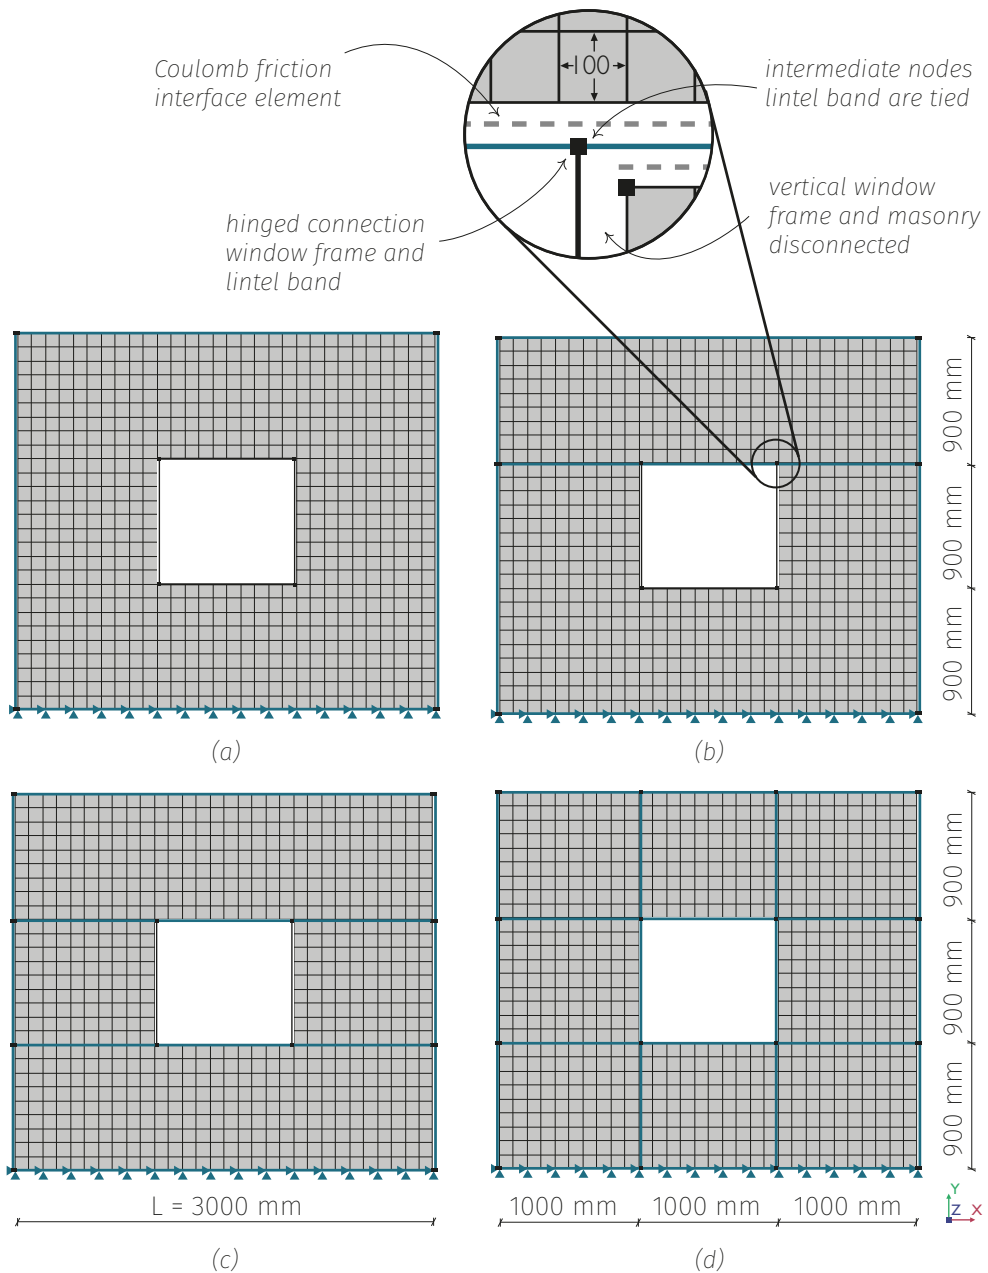 Coulomb friction
interface element
100
intermediate nodes
lintel band are tied
hinged connection
window frame and
lintel band
vertical window
frame and masonry
disconnected
900 mm
900 mm
900 mm
(a)
(b)
900 mm
900 mm
900 mm
L = 3000 mm
1000 mm
1000 mm
1000 mm
Y
Z
X
(c)
(d)